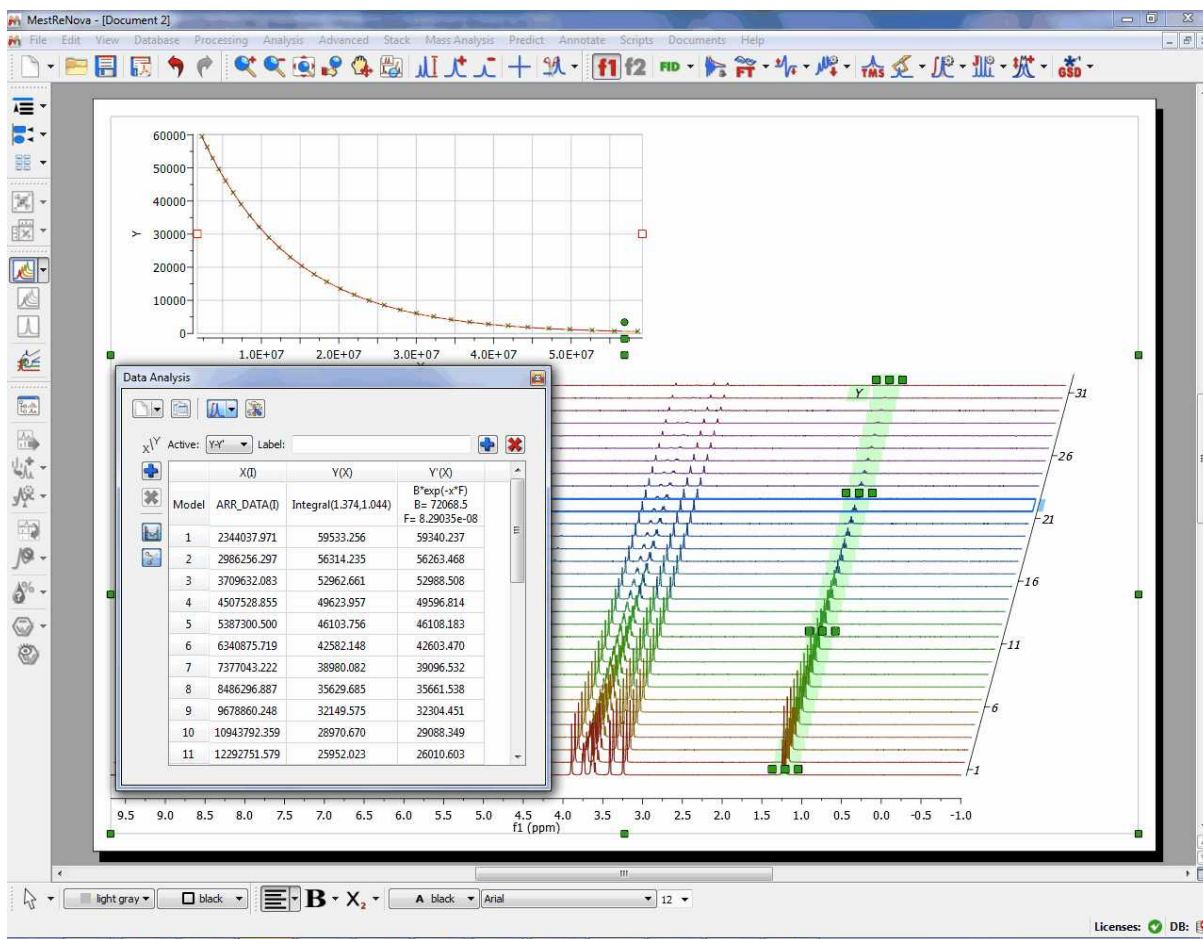 MestReNova - [Document 2]
File Edit View Database Processing Analysis Advanced Stack Mass Analysis Predict Annotate Scripts Documents Help
f1 f2 FID FT TMS GSD
60000
50000
40000
30000
20000
10000
0
Y
1.0E+07 2.0E+07 3.0E+07 4.0E+07 5.0E+07
Data Analysis
X|Y Active: Y-Y' Label:
X(I) Y(X) Y'(X)
Model ARR_DATA(I) Integral(1.374,1.044) B*exp(-x*F)
B= 72068.5
F= 8.29035e-08
1 2344037.971 59533.256 59340.237
2 2986256.297 56314.235 56263.468
3 3709632.083 52962.661 52988.508
4 4507528.855 49623.957 49596.814
5 5387300.500 46103.756 46108.183
6 6340875.719 42582.148 42603.470
7 7377043.222 38980.082 39096.532
8 8486296.887 35629.685 35661.538
9 9678860.248 32149.575 32304.451
10 10943792.359 28970.670 29088.349
11 12292751.579 25952.023 26010.603
Y
31
26
21
16
11
6
1
9.5 9.0 8.5 8.0 7.5 7.0 6.5 6.0 5.5 5.0 4.5 4.0 3.5 3.0 2.5 2.0 1.5 1.0 0.5 0.0 -0.5 -1.0
f1 (ppm)
light gray black B X2 A black Arial 12
Licenses: DB: